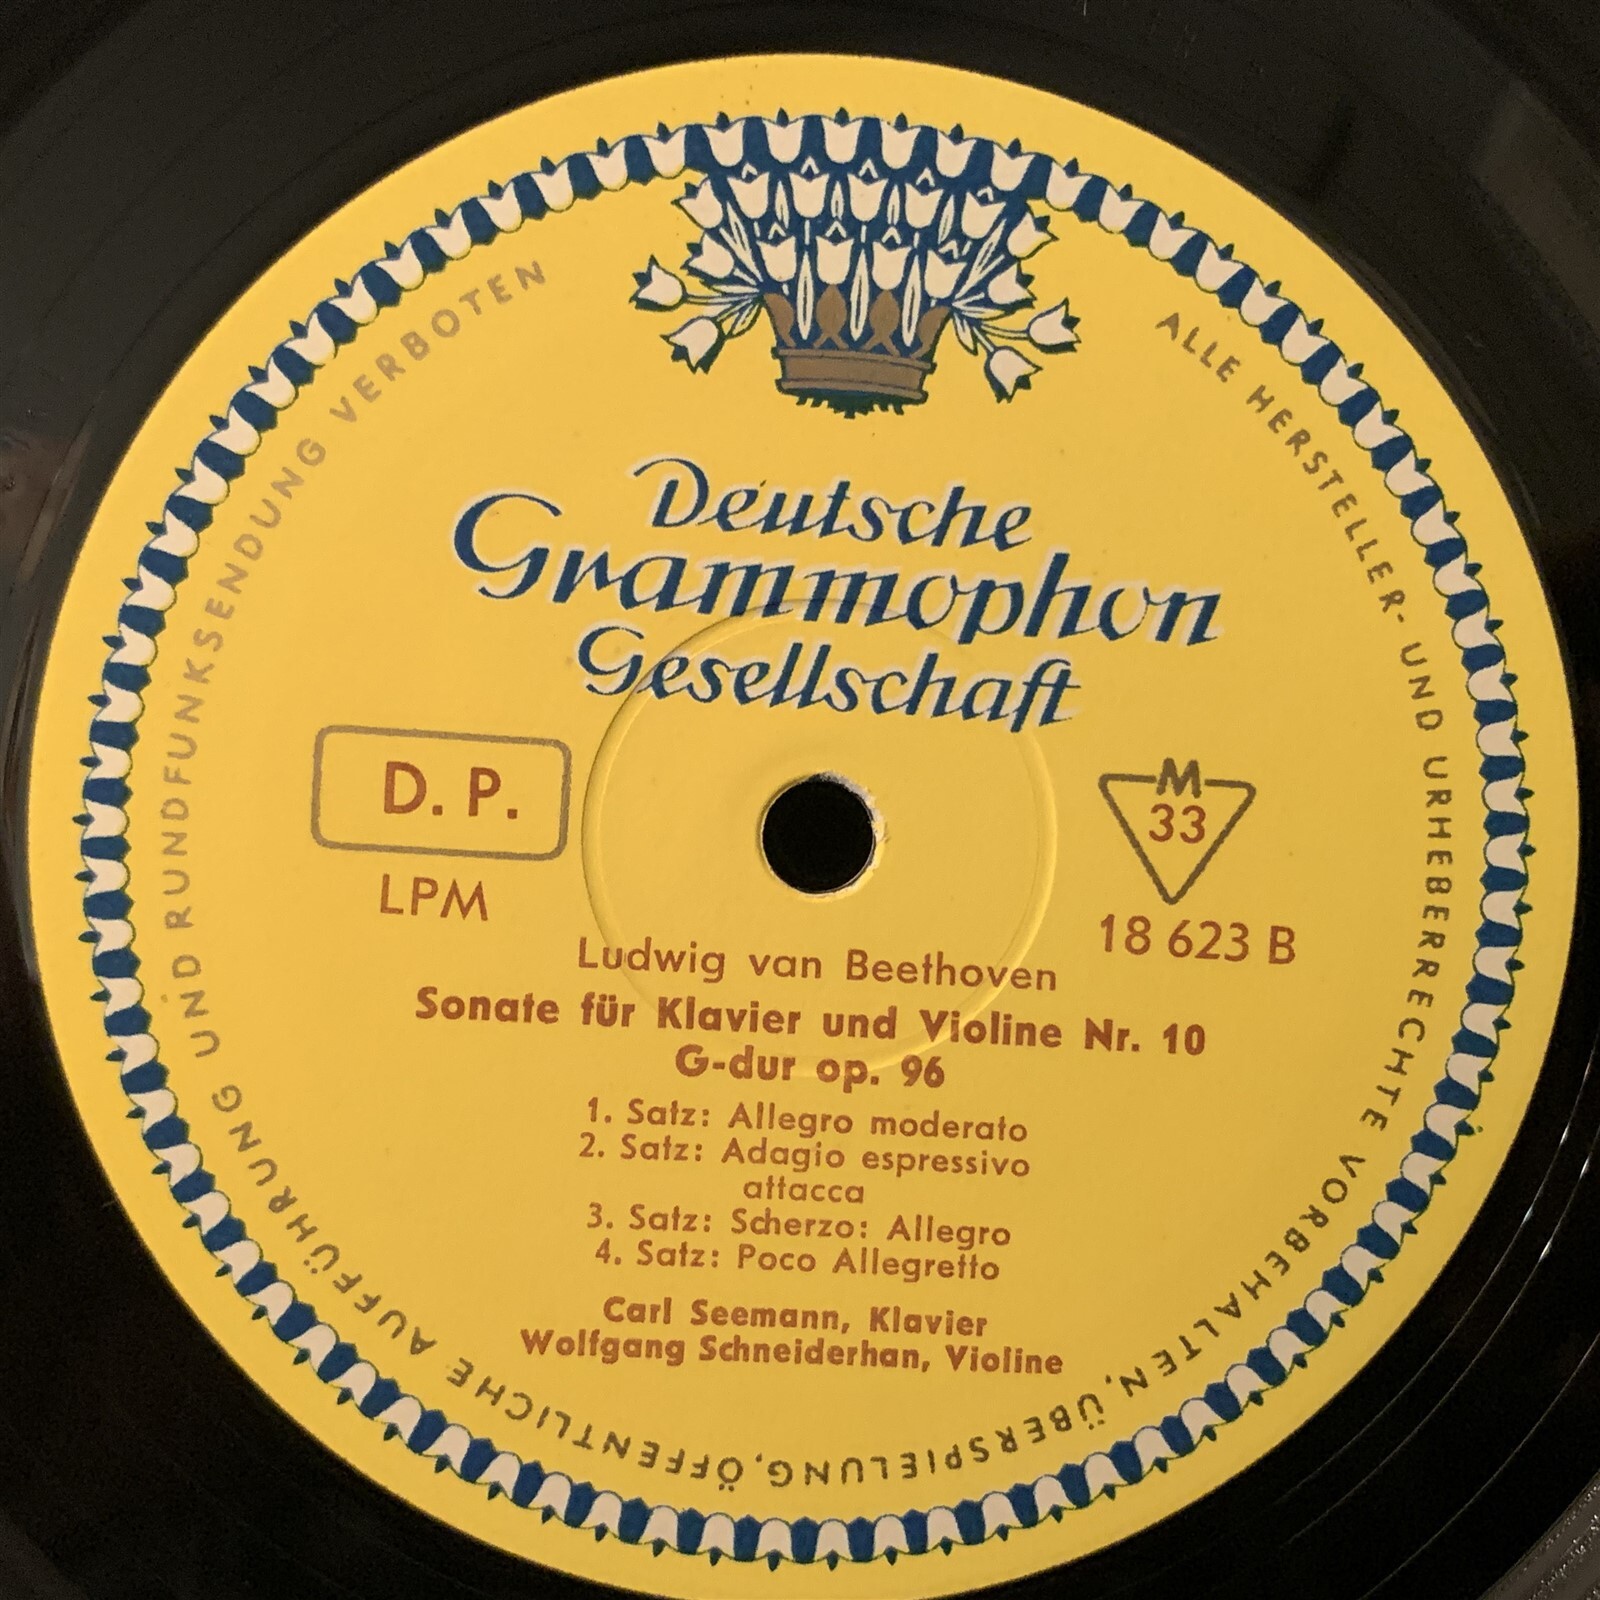 Deutsche
Grammophon
Gesellschaft
D. P.
LPM
M
33
18 623 B
Ludwig van Beethoven
Sonate für Klavier und Violine Nr. 10
G-dur op. 96
1. Satz: Allegro moderato
2. Satz: Adagio espressivo
attacca
3. Satz: Scherzo: Allegro
4. Satz: Poco Allegretto
Carl Seemann, Klavier
Wolfgang Schneiderhan, Violine
ALLE HERSTELLER- UND URHEBERRECHTE VORBEHALTEN, ÜBERSPIELUNG, ÖFFENTLICHE AUFFÜHRUNG UND RUNDFUNKSENDUNG VERBOTEN